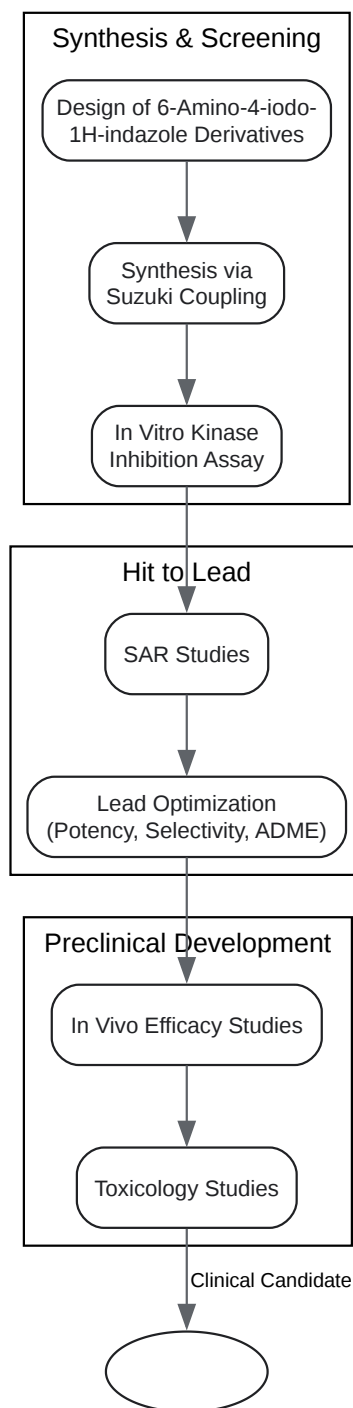 Synthesis & Screening
Design of 6-Amino-4-iodo-
1H-indazole Derivatives
Synthesis via
Suzuki Coupling
In Vitro Kinase
Inhibition Assay
Hit to Lead
SAR Studies
Lead Optimization
(Potency, Selectivity, ADME)
Preclinical Development
In Vivo Efficacy Studies
Toxicology Studies
Clinical Candidate